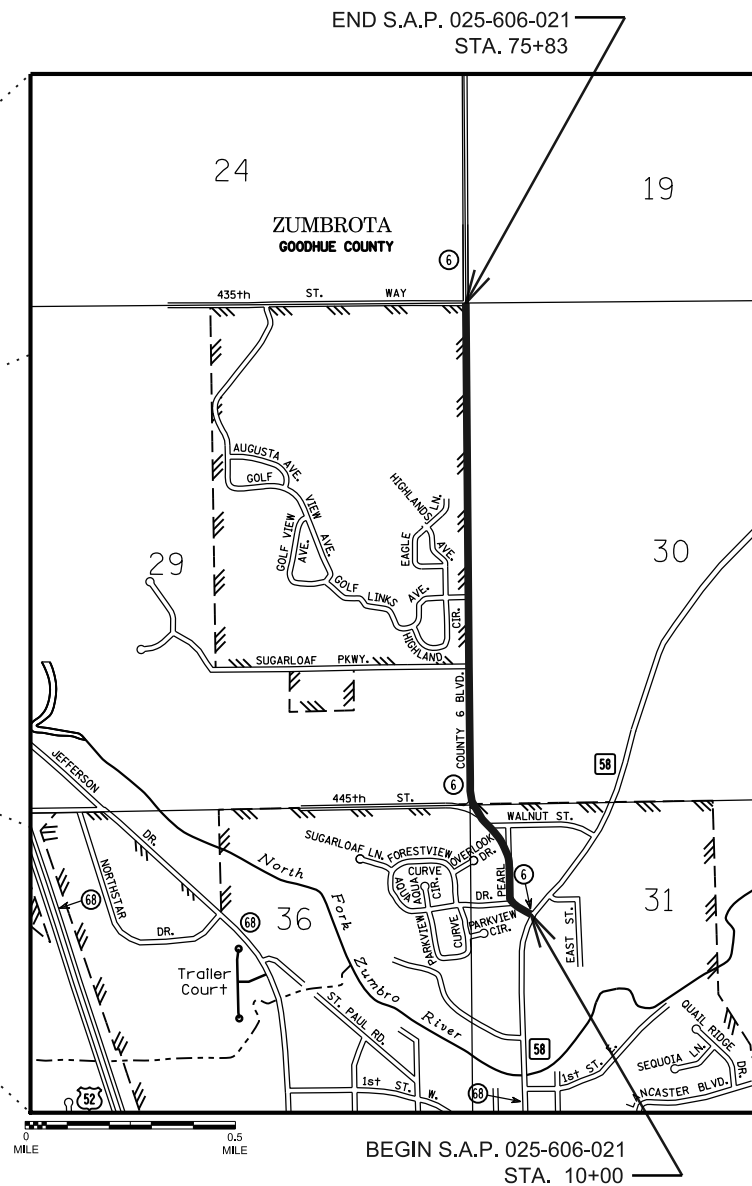 END S.A.P. 025-606-021
STA. 75+83
24
19
ZUMBROTA
GOODHUE COUNTY
6
435th ST. WAY
AUGUSTA AVE.
GOLF VIEW AVE.
GOLF VIEW AVE.
HIGHLANDS LN.
EAGLE AVE.
29
30
GOLF LINKS AVE.
HIGHLAND CIR.
SUGARLOAF PKWY.
COUNTY 6 BLVD.
58
6
JEFFERSON DR.
445th ST.
WALNUT ST.
SUGARLOAF LN.
FORESTVIEW
OVERLOOK DR.
CURVE
AQUA
AQUA CIR.
PEARL
6
DR.
NORTHSTAR DR.
68
68
36
31
North Fork Zumbro River
PARKVIEW
CURVE
PARKVIEW CIR.
EAST ST.
Trailer
Court
ST. PAUL RD.
58
QUAIL RIDGE DR.
SEQUOIA LN.
1st ST. W.
68
1st ST.
LANCASTER BLVD.
52
0
MILE
0.5
MILE
BEGIN S.A.P. 025-606-021
STA. 10+00